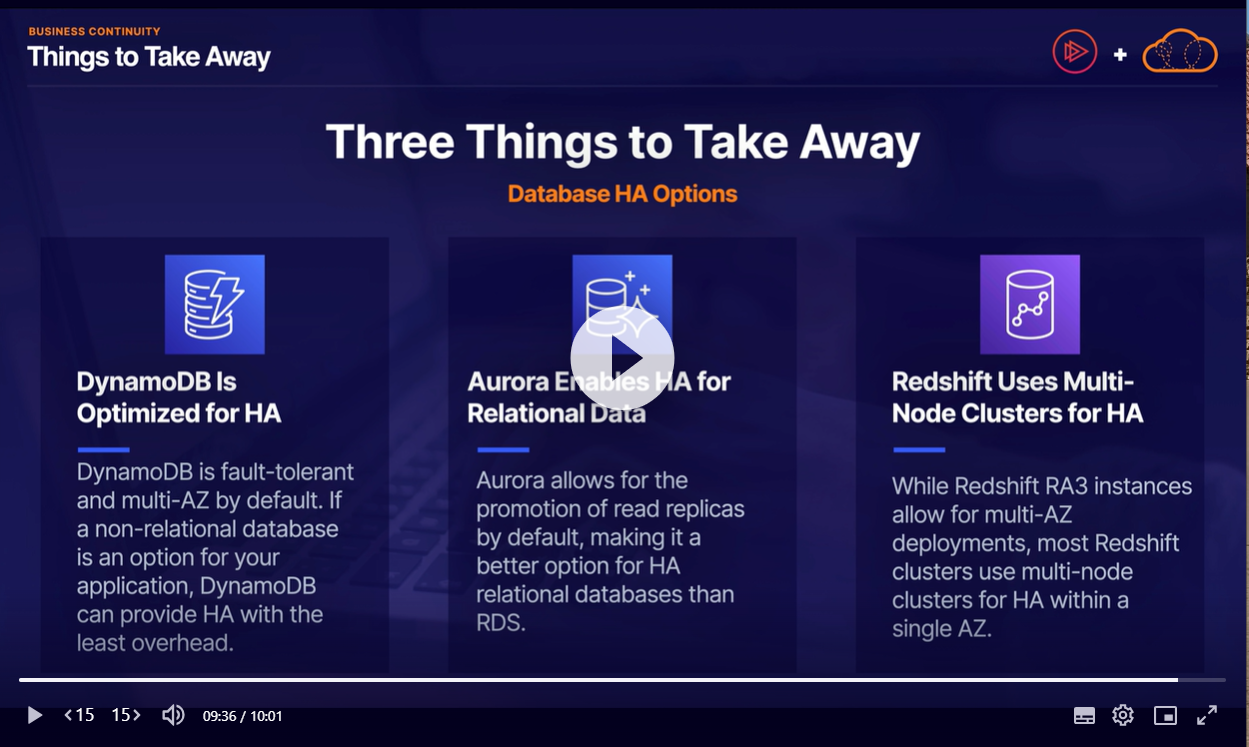 BUSINESS CONTINUITY
Things to Take Away
+
Three Things to Take Away
Database HA Options
DynamoDB Is
Optimized for HA
DynamoDB is fault-tolerant
and multi-AZ by default. If
a non-relational database
is an option for your
application, DynamoDB
can provide HA with the
least overhead.
Aurora Enables HA for
Relational Data
Aurora allows for the
promotion of read replicas
by default, making it a
better option for HA
relational databases than
RDS.
Redshift Uses Multi-
Node Clusters for HA
While Redshift RA3 instances
allow for multi-AZ
deployments, most Redshift
clusters use multi-node
clusters for HA within a
single AZ.
15 15 09:36 / 10:01